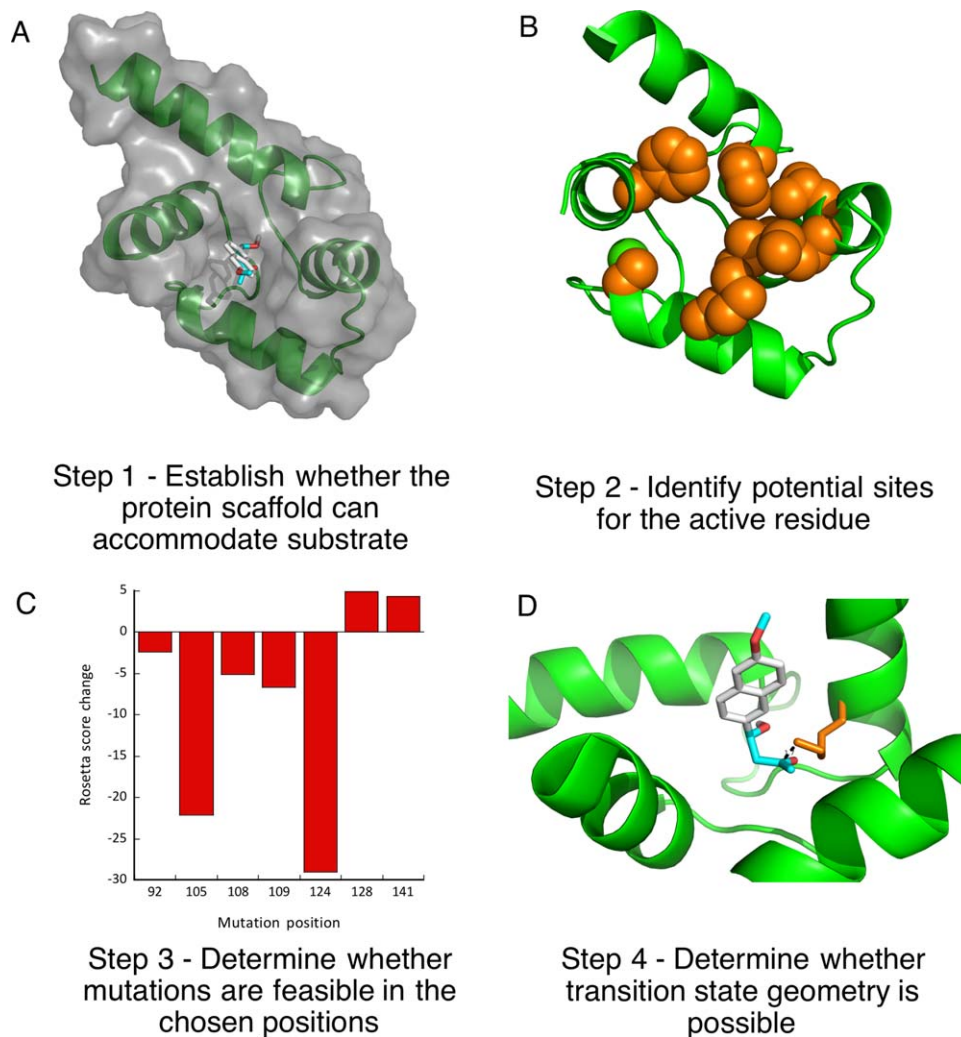 A
B
Step 1 - Establish whether the
protein scaffold can
accommodate substrate
Step 2 - Identify potential sites
for the active residue
C
5
0
-5
-10
-15
-20
-25
-30
Rosetta score change
92 105 108 109 124 128 141
Mutation position
D
Step 3 - Determine whether
mutations are feasible in the
chosen positions
Step 4 - Determine whether
transition state geometry is
possible